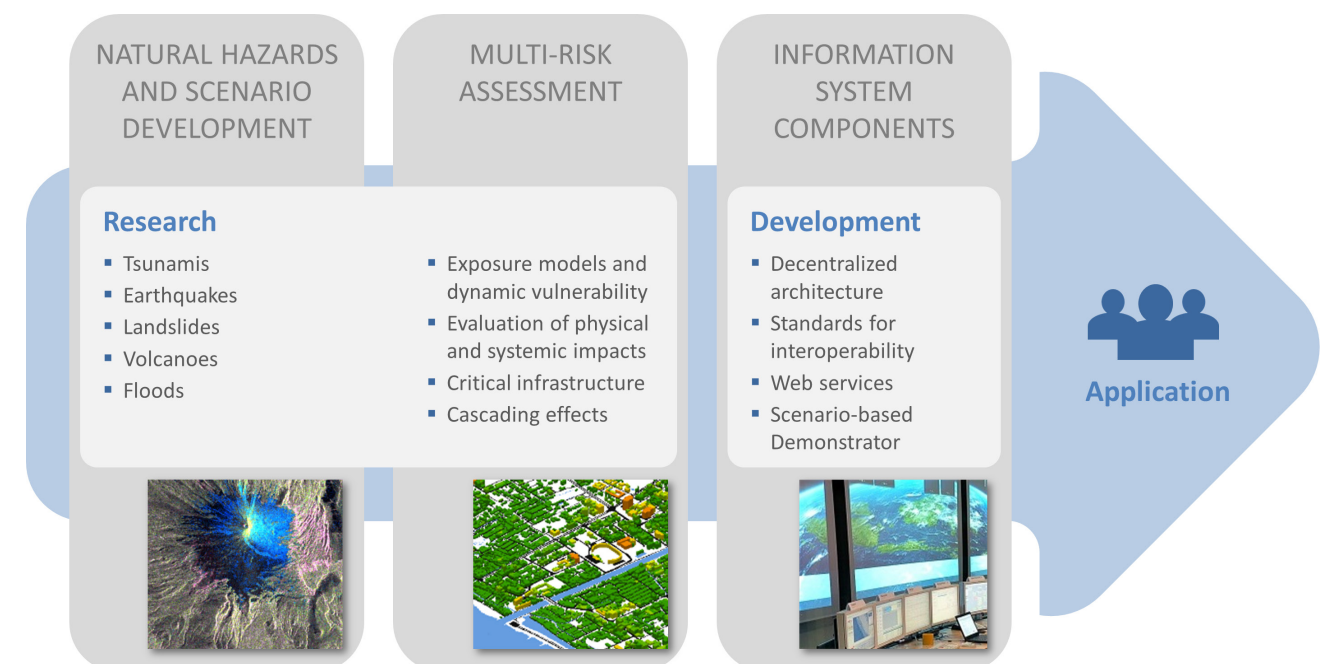 NATURAL HAZARDS
AND SCENARIO
DEVELOPMENT
MULTI-RISK
ASSESSMENT
INFORMATION
SYSTEM
COMPONENTS
Research
Tsunamis
Earthquakes
Landslides
Volcanoes
Floods
Exposure models and
dynamic vulnerability
Evaluation of physical
and systemic impacts
Critical infrastructure
Cascading effects
Development
Decentralized
architecture
Standards for
interoperability
Web services
Scenario-based
Demonstrator
Application